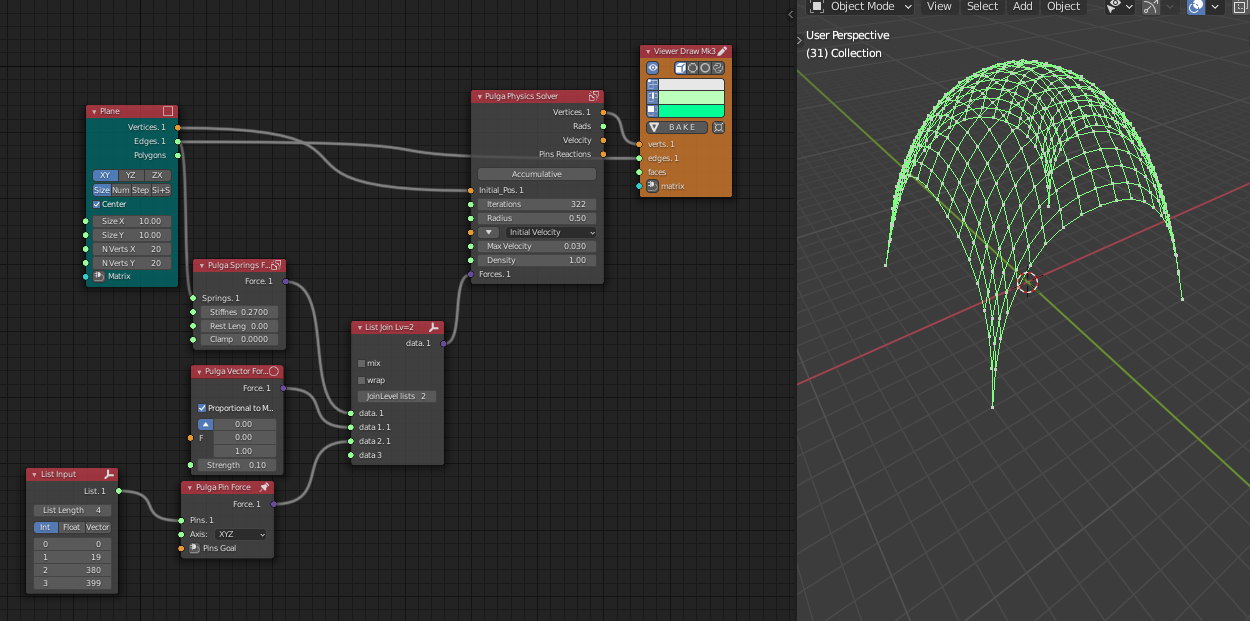 Plane
Vertices. 1
Edges. 1
Polygons
XY YZ ZX
Size Num Step Si+S
Center
Size X 10.00
Size Y 10.00
N Verts X 20
N Verts Y 20
Matrix
Pulga Springs F...
Force. 1
Springs. 1
Stiffnes 0.2700
Rest Leng 0.00
Clamp 0.0000
Pulga Vector For...
Force. 1
Proportional to M..
0.00
F 0.00
1.00
Strength 0.10
List Input
List. 1
List Length 4
Int Float Vector
0 0
1 19
2 380
3 399
Pulga Pin Force
Force. 1
Pins. 1
Axis: XYZ
Pins Goal
List Join Lv=2
data. 1
mix
wrap
JoinLevel lists 2
data. 1
data 1. 1
data 2. 1
data 3
Pulga Physics Solver
Vertices. 1
Rads
Velocity
Pins Reactions
Accumulative
Initial_Pos. 1
Iterations 322
Radius 0.50
Initial Velocity
Max Velocity 0.030
Density 1.00
Forces. 1
Viewer Draw Mk3
BAKE
verts. 1
edges. 1
faces
matrix
Object Mode View Select Add Object
User Perspective
(31) Collection